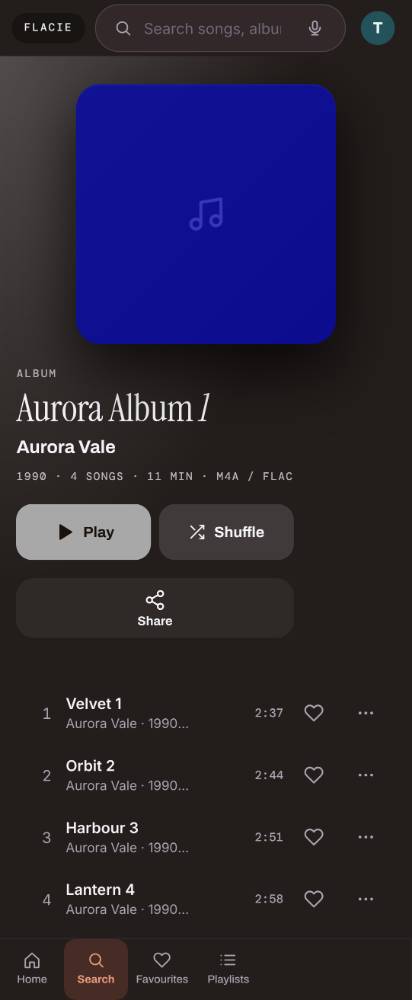 FLACIE
Search songs, albu
T
ALBUM
Aurora Album 1
Aurora Vale
1990 · 4 SONGS · 11 MIN · M4A / FLAC
Play
Shuffle
Share
1 Velvet 1 2:37
Aurora Vale · 1990...
2 Orbit 2 2:44
Aurora Vale · 1990...
3 Harbour 3 2:51
Aurora Vale · 1990...
4 Lantern 4 2:58
Aurora Vale · 1990...
Home Search Favourites Playlists